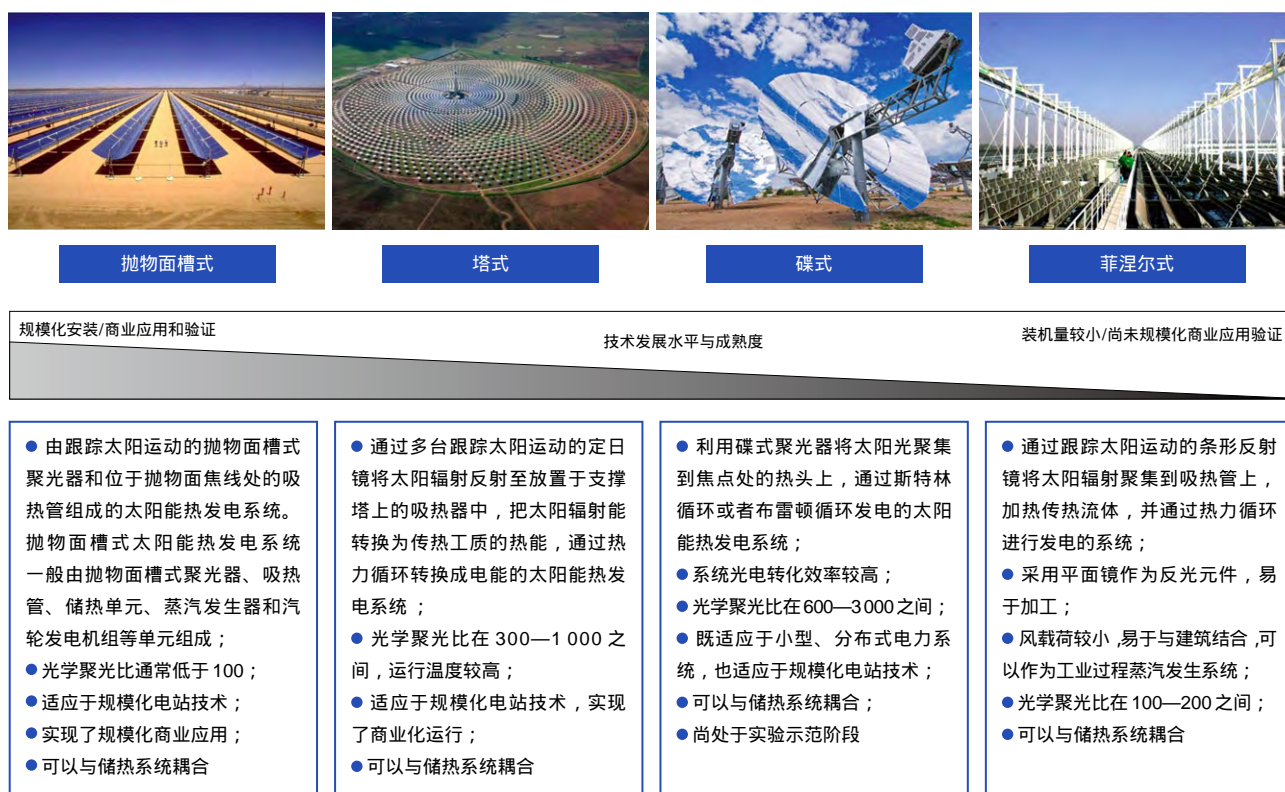 抛物面槽式
塔式
碟式
菲涅尔式
规模化安装/商业应用和验证
技术发展水平与成熟度
装机量较小/尚未规模化商业应用验证
● 由跟踪太阳运动的抛物面槽式
聚光器和位于抛物面焦线处的吸
热管组成的太阳能热发电系统。
抛物面槽式太阳能热发电系统
一般由抛物面槽式聚光器、吸热
管、储热单元、蒸汽发生器和汽
轮发电机组等单元组成；
● 光学聚光比通常低于100；
● 适应于规模化电站技术；
● 实现了规模化商业应用；
● 可以与储热系统耦合
● 通过多台跟踪太阳运动的定日
镜将太阳辐射反射至放置于支撑
塔上的吸热器中，把太阳辐射能
转换为传热工质的热能，通过热
力循环转换成电能的太阳能热发
电系统；
● 光学聚光比在 300—1 000 之
间，运行温度较高；
● 适应于规模化电站技术，实现
了商业化运行；
● 可以与储热系统耦合
● 利用碟式聚光器将太阳光聚集
到焦点处的热头上，通过斯特林
循环或者布雷顿循环发电的太阳
能热发电系统；
● 系统光电转化效率较高；
● 光学聚光比在600—3 000之间；
● 既适应于小型、分布式电力系
统，也适应于规模化电站技术；
● 可以与储热系统耦合；
● 尚处于实验示范阶段
● 通过跟踪太阳运动的条形反射
镜将太阳辐射聚集到吸热管上，
加热传热流体，并通过热力循环
进行发电的系统；
● 采用平面镜作为反光元件，易
于加工；
● 风载荷较小，易于与建筑结合，可
以作为工业过程蒸汽发生系统；
● 光学聚光比在 100—200 之间；
● 可以与储热系统耦合